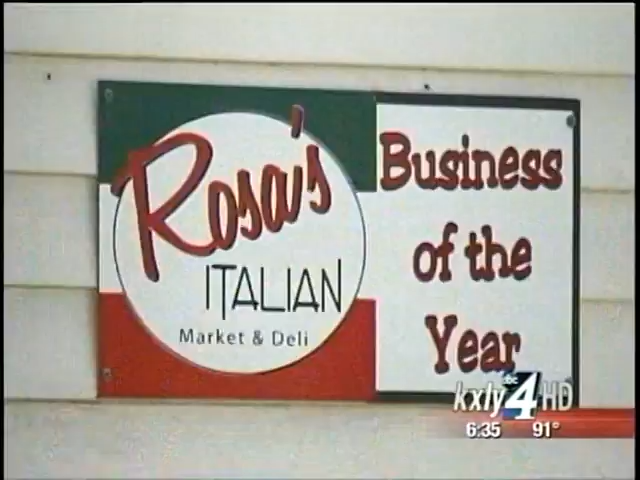 Rosa's
ITALIAN
Market & Deli
Business
of the
Year
abc
kxly4HD
6:35 91°